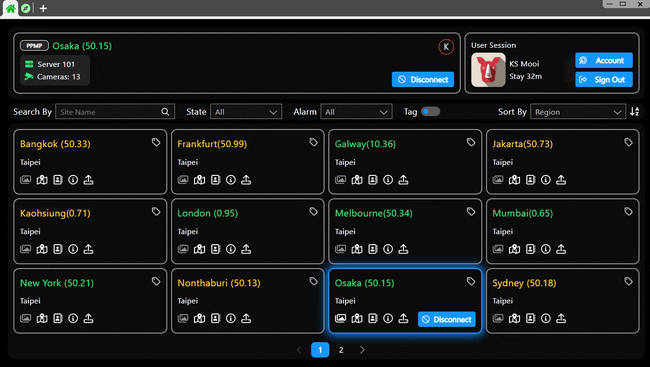 PPMP Osaka (50.15)
K
Server 101
Cameras: 13
Disconnect
User Session
KS Mooi
Stay 32m
Account
Sign Out
Search By Site Name State All Alarm All Tag Sort By Region
Bangkok (50.33)
Taipei
Frankfurt(50.99)
Taipei
Galway(10.36)
Taipei
Jakarta(50.73)
Taipei
Kaohsiung(0.71)
Taipei
London (0.95)
Taipei
Melbourne(50.34)
Taipei
Mumbai(0.65)
Taipei
New York (50.21)
Taipei
Nonthaburi (50.13)
Taipei
Osaka (50.15)
Taipei
Disconnect
Sydney (50.18)
Taipei
1 2